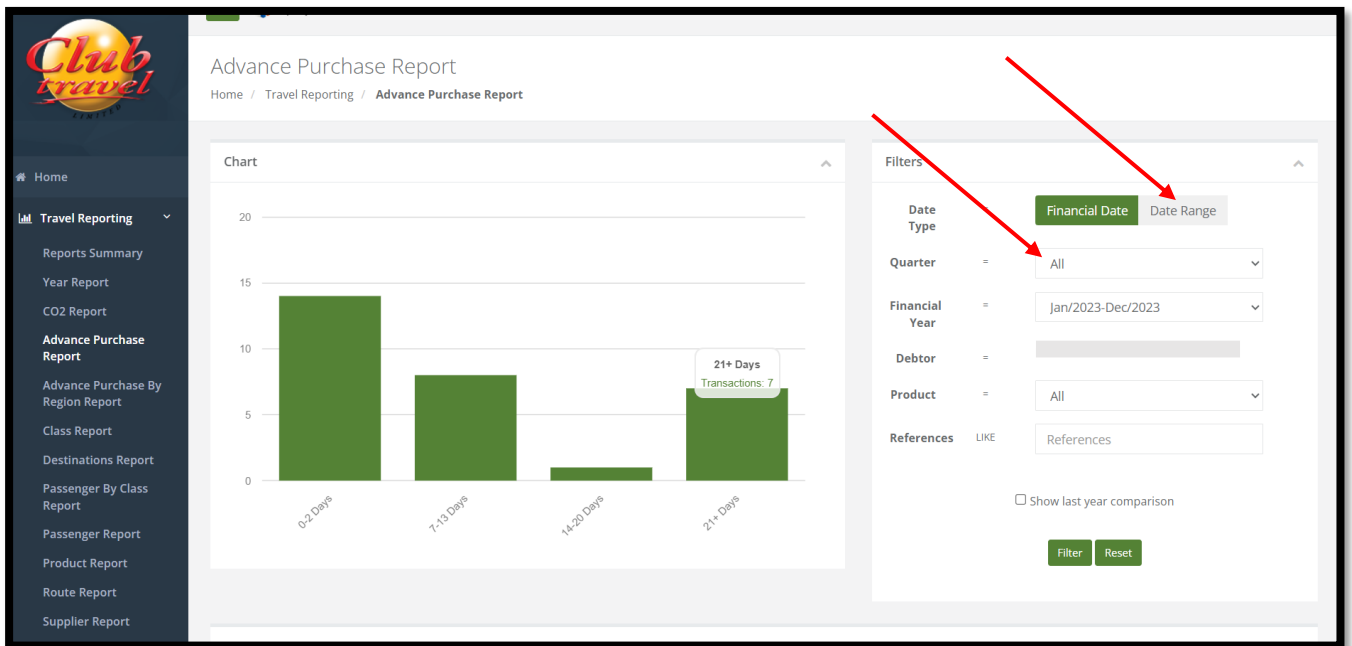 Club
travel
LIMITED
Home
Travel Reporting
Reports Summary
Year Report
CO2 Report
Advance Purchase
Report
Advance Purchase By
Region Report
Class Report
Destinations Report
Passenger By Class
Report
Passenger Report
Product Report
Route Report
Supplier Report
Advance Purchase Report
Home / Travel Reporting / Advance Purchase Report
Chart
20
15
10
5
0
21+ Days
Transactions: 7
0-2 Days
7-13 Days
14-20 Days
21+ Days
Filters
Date
Type
Financial Date Date Range
Quarter = All
Financial
Year
= Jan/2023-Dec/2023
Debtor =
Product = All
References LIKE References
Show last year comparison
Filter Reset